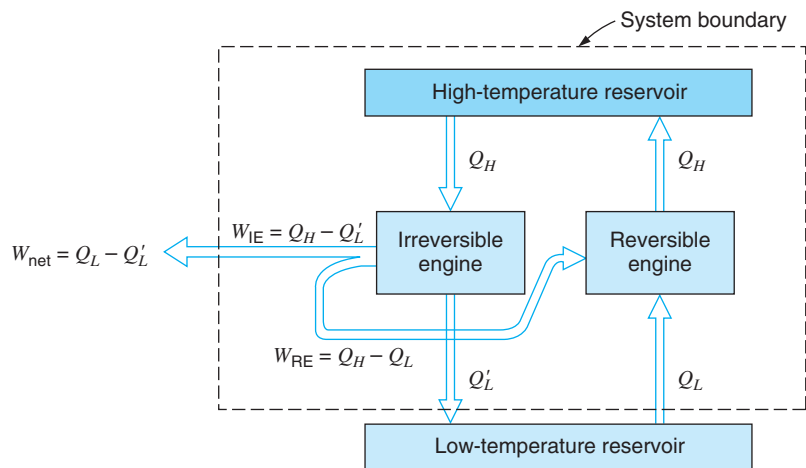 System boundary
High-temperature reservoir
Q_H
Q_H
W_IE = Q_H – Q′_L
W_net = Q_L – Q′_L
Irreversible
engine
Reversible
engine
W_RE = Q_H – Q_L
Q′_L
Q_L
Low-temperature reservoir